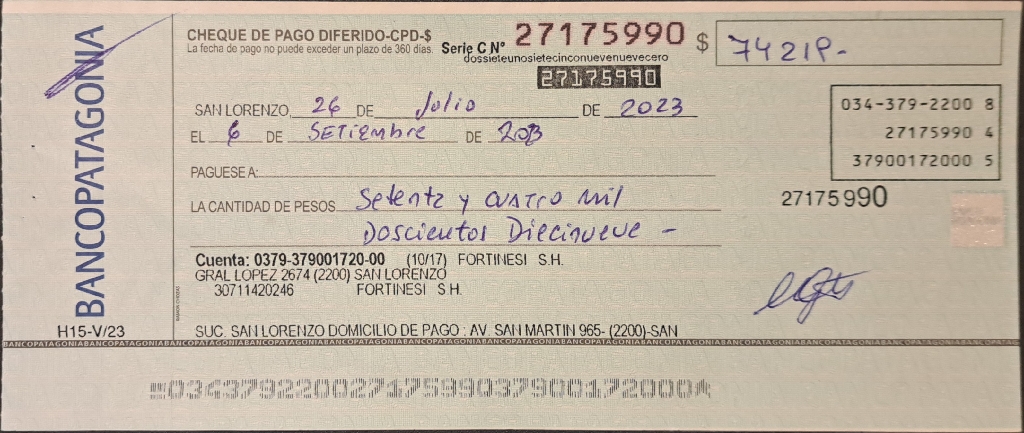 BANCOPATAGONIA
H15-V/23
CHEQUE DE PAGO DIFERIDO-CPD-$
La fecha de pago no puede exceder un plazo de 360 días.
Serie C Nº 27175990
dossieteunosietecinconuevenuevecero
27175990
$ 74219-
SAN LORENZO, 26 DE Julio DE 2023
EL 6 DE SETIEmbre DE 2023
034-379-2200 8
27175990 4
37900172000 5
PAGUESE A:
LA CANTIDAD DE PESOS Setenta y cuatro mil
Doscientos Diecinueve -
27175990
Cuenta: 0379-379001720-00 (10/17) FORTINESI S.H.
GRAL LOPEZ 2674 (2200) SAN LORENZO
30711420246 FORTINESI S.H.
SUC. SAN LORENZO DOMICILIO DE PAGO : AV. SAN MARTIN 965- (2200)-SAN
BANCOPATAGONIABANCOPATAGONIABANCOPATAGONIABANCOPATAGONIABANCOPATAGONIABANCOPATAGONIABANCOPATAGONIABANCOPATAGONIABANCOPATAGONIA
03437922002717599037900172000